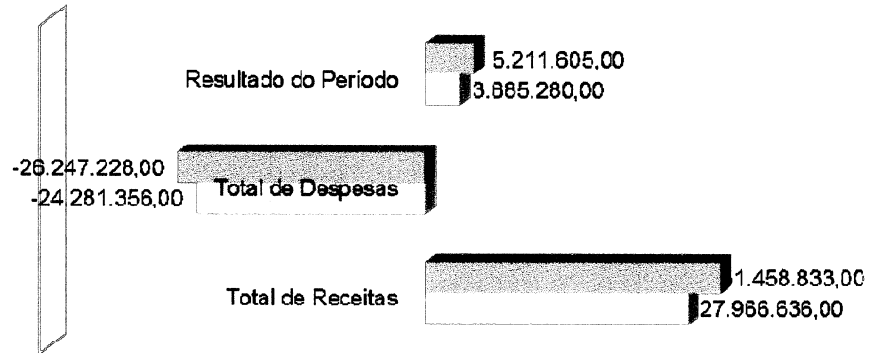 Resultado do Período
5.211.605,00
3.685.280,00
-26.247.228,00
-24.281.356,00
Total de Despesas
1.458.833,00
Total de Receitas
27.966.636,00